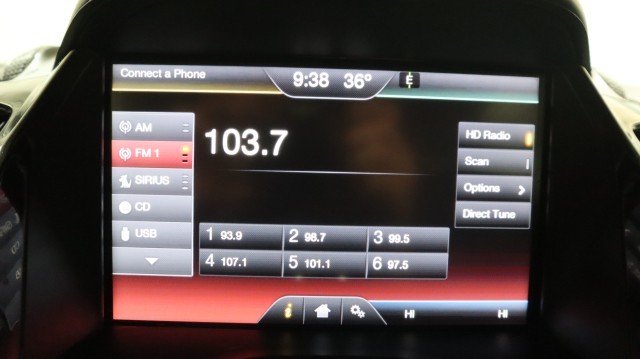 Connect a Phone 9:38 36° E
AM
FM 1
SIRIUS
CD
USB
103.7
HD Radio
Scan
Options
Direct Tune
1 93.9 2 98.7 3 99.5
4 107.1 5 101.1 6 97.5
i HI HI